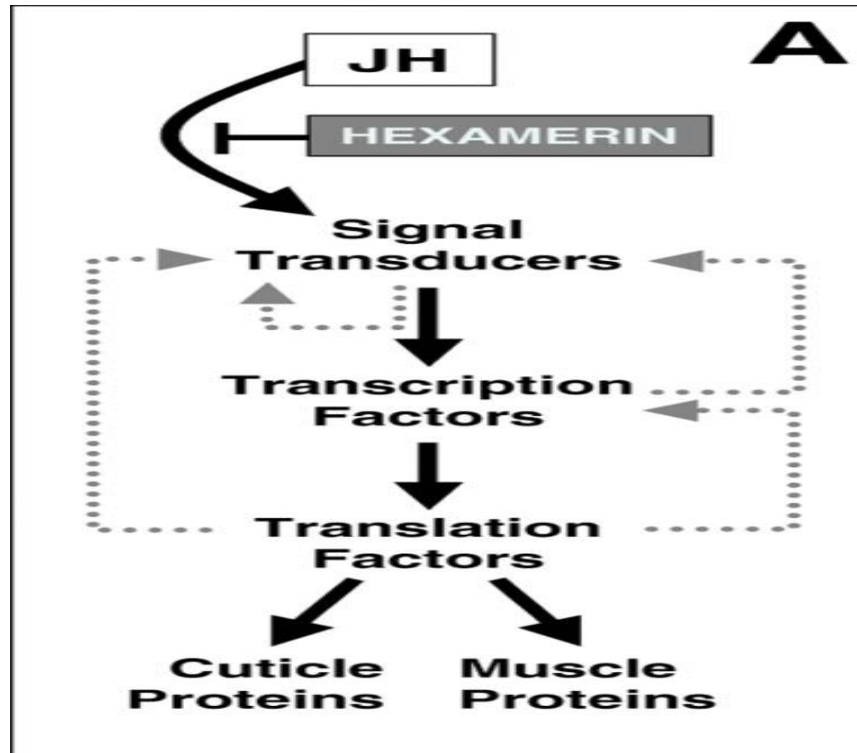 A
JH
HEXAMERIN
Signal
Transducers
Transcription
Factors
Translation
Factors
Cuticle
Proteins
Muscle
Proteins